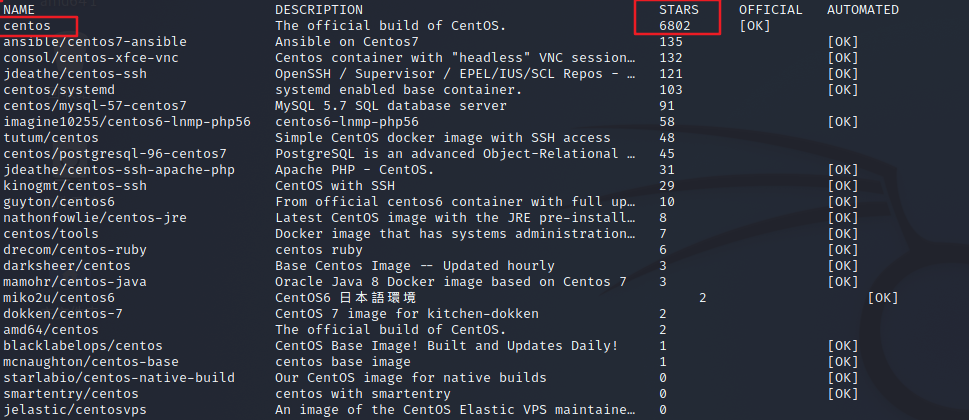 NAME DESCRIPTION STARS OFFICIAL AUTOMATED
centos The official build of CentOS. 6802 [OK]
ansible/centos7-ansible Ansible on Centos7 135 [OK]
consol/centos-xfce-vnc Centos container with "headless" VNC session… 132 [OK]
jdeathe/centos-ssh OpenSSH / Supervisor / EPEL/IUS/SCL Repos - … 121 [OK]
centos/systemd systemd enabled base container. 103 [OK]
centos/mysql-57-centos7 MySQL 5.7 SQL database server 91
imagine10255/centos6-lnmp-php56 centos6-lnmp-php56 58 [OK]
tutum/centos Simple CentOS docker image with SSH access 48
centos/postgresql-96-centos7 PostgreSQL is an advanced Object-Relational … 45
jdeathe/centos-ssh-apache-php Apache PHP - CentOS. 31 [OK]
kinogmt/centos-ssh CentOS with SSH 29 [OK]
guyton/centos6 From official centos6 container with full up… 10 [OK]
nathonfowlie/centos-jre Latest CentOS image with the JRE pre-install… 8 [OK]
centos/tools Docker image that has systems administration… 7 [OK]
drecom/centos-ruby centos ruby 6 [OK]
darksheer/centos Base Centos Image -- Updated hourly 3 [OK]
mamohr/centos-java Oracle Java 8 Docker image based on Centos 7 3 [OK]
miko2u/centos6 CentOS6 日本語環境 2 [OK]
dokken/centos-7 CentOS 7 image for kitchen-dokken 2
amd64/centos The official build of CentOS. 2
blacklabelops/centos CentOS Base Image! Built and Updates Daily! 1 [OK]
mcnaughton/centos-base centos base image 1 [OK]
starlabio/centos-native-build Our CentOS image for native builds 0 [OK]
smartentry/centos centos with smartentry 0 [OK]
jelastic/centosvps An image of the CentOS Elastic VPS maintaine… 0